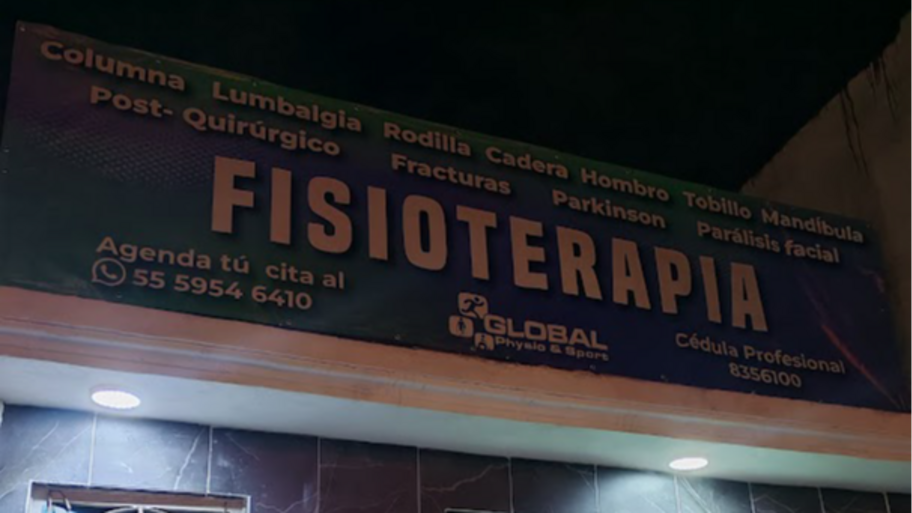 Columna Lumbalgia Rodilla Cadera Hombro Tobillo Mandíbula
Post- Quirúrgico Fracturas Parkinson Parálisis facial
FISIOTERAPIA
Agenda tú cita al
55 5954 6410
GLOBAL
Physio & Sport
Cédula Profesional
8356100